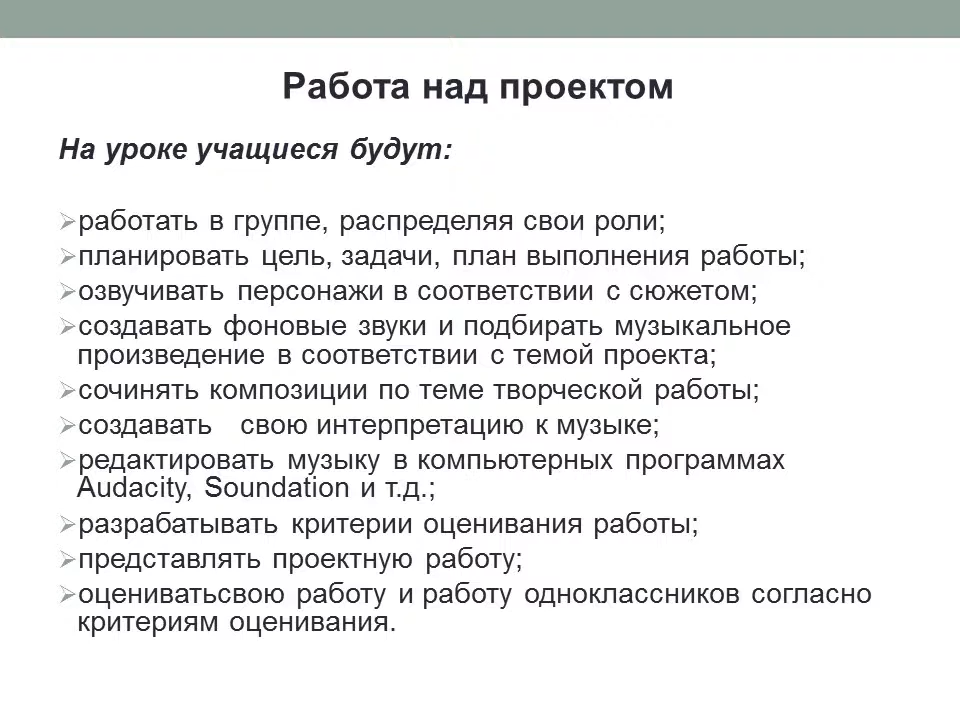 Работа над проектом
На уроке учащиеся будут:
работать в группе, распределяя свои роли;
планировать цель, задачи, план выполнения работы;
озвучивать персонажи в соответствии с сюжетом;
создавать фоновые звуки и подбирать музыкальное
произведение в соответствии с темой проекта;
сочинять композиции по теме творческой работы;
создавать свою интерпретацию к музыке;
редактировать музыку в компьютерных программах
Audacity, Soundation и т.д.;
разрабатывать критерии оценивания работы;
представлять проектную работу;
оцениватьсвою работу и работу одноклассников согласно
критериям оценивания.